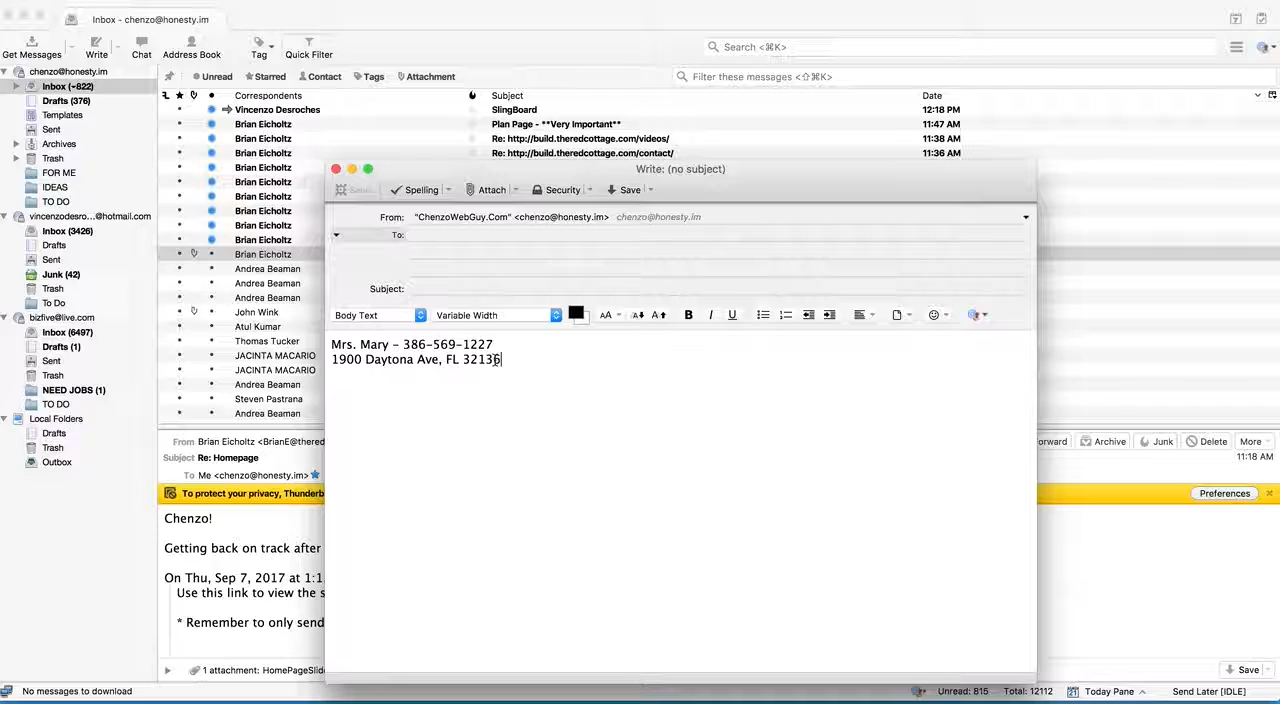 Inbox - chenzo@honesty.im
Get Messages
Write
Chat
Address Book
Tag
Quick Filter
Search <⌘K>
chenzo@honesty.im
Drafts (376)
Templates
Sent
Archives
Trash
FOR ME
IDEAS
TO DO
vincenzodesro...@hotmail.com
Inbox (3426)
Drafts
Sent
Junk (42)
Trash
To Do
bizfive@live.com
Inbox (6497)
Drafts (1)
Sent
Trash
NEED JOBS (1)
TO DO
Local Folders
Drafts
Trash
Outbox
Unread Starred Contact Tags Attachment
Filter these messages <⇧⌘K>
Correspondents Subject Date
Vincenzo Desroches SlingBoard 12:18 PM
Brian Eicholtz Plan Page - **Very Important** 11:47 AM
Brian Eicholtz Re: http://build.theredcottage.com/videos/ 11:38 AM
Brian Eicholtz Re: http://build.theredcottage.com/contact/ 11:36 AM
Brian Eicholtz
Brian Eicholtz
Brian Eicholtz
Brian Eicholtz
Brian Eicholtz
Brian Eicholtz
Brian Eicholtz
Andrea Beaman
Andrea Beaman
Andrea Beaman
John Wink
Atul Kumar
Thomas Tucker
JACINTA MACARIO
JACINTA MACARIO
Andrea Beaman
Steven Pastrana
Andrea Beaman
Write: (no subject)
Spelling Attach Security Save
From: "ChenzoWebGuy.Com" <chenzo@honesty.im> chenzo@honesty.im
To:
Subject:
Body Text Variable Width
Mrs. Mary - 386-569-1227
1900 Daytona Ave, FL 32136
From Brian Eicholtz <BrianE@thered
Subject Re: Homepage
To Me <chenzo@honesty.im>
orward Archive Junk Delete More
11:18 AM
To protect your privacy, Thunderb
Preferences
Chenzo!
Getting back on track after
On Thu, Sep 7, 2017 at 1:1
Use this link to view the s
* Remember to only send
1 attachment: HomePageSlid
Save
No messages to download
Unread: 815 Total: 12112 Today Pane Send Later [IDLE]